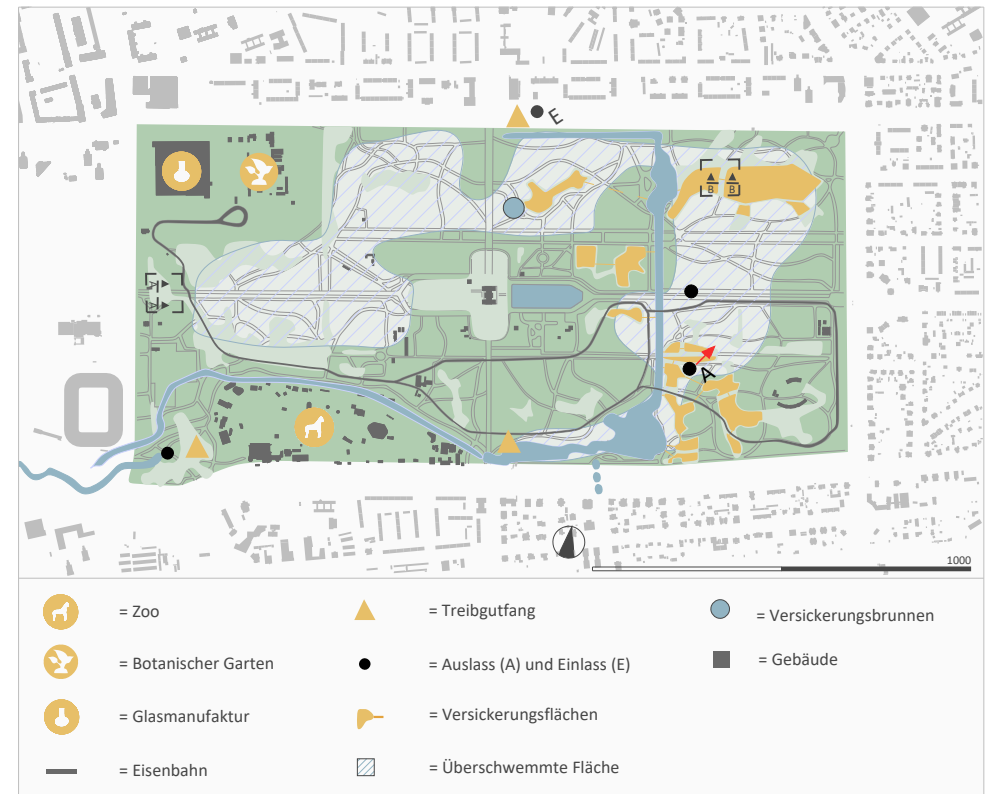 E
B B
A
A
A
1000
= Zoo
= Treibgutfang
= Versickerungsbrunnen
= Botanischer Garten
= Auslass (A) und Einlass (E)
= Gebäude
= Glasmanufaktur
= Versickerungsflächen
= Eisenbahn
= Überschwemmte Fläche